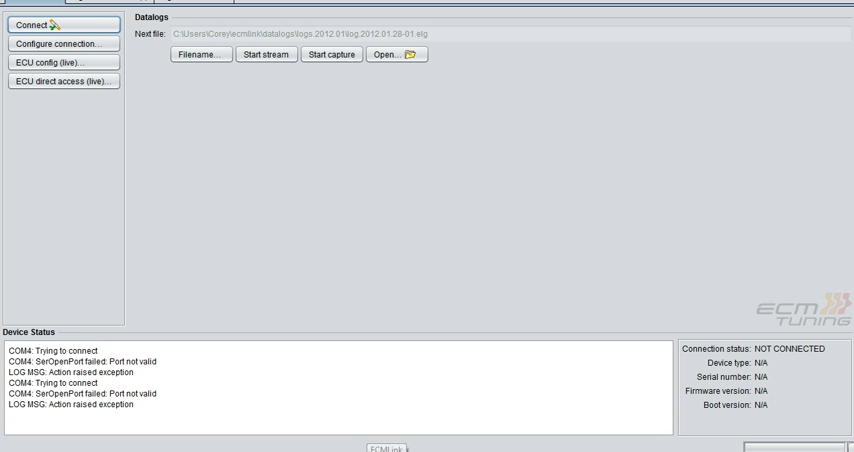 Connect
Configure connection...
ECU config (live)...
ECU direct access (live)...
Datalogs
Next file: C:\Users\Corey\ecmlink\datalogs\logs.2012.01\log.2012.01.28-01.elg
Filename... Start stream Start capture Open...
ECM
TUNING
Device Status
COM4: Trying to connect
COM4: SerOpenPort failed: Port not valid
LOG MSG: Action raised exception
COM4: Trying to connect
COM4: SerOpenPort failed: Port not valid
LOG MSG: Action raised exception
Connection status: NOT CONNECTED
Device type: N/A
Serial number: N/A
Firmware version: N/A
Boot version: N/A
ECMLink